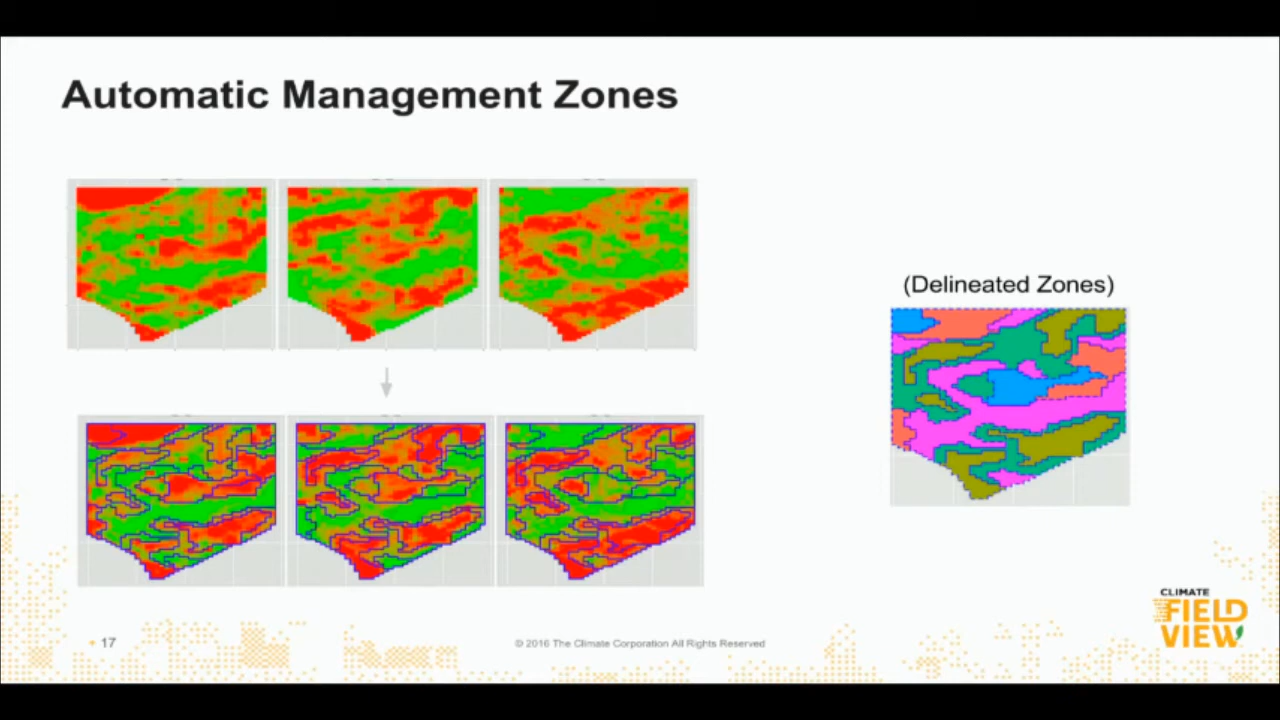 Automatic Management Zones
(Delineated Zones)
17
© 2016 The Climate Corporation All Rights Reserved
CLIMATE
FIELD
VIEW